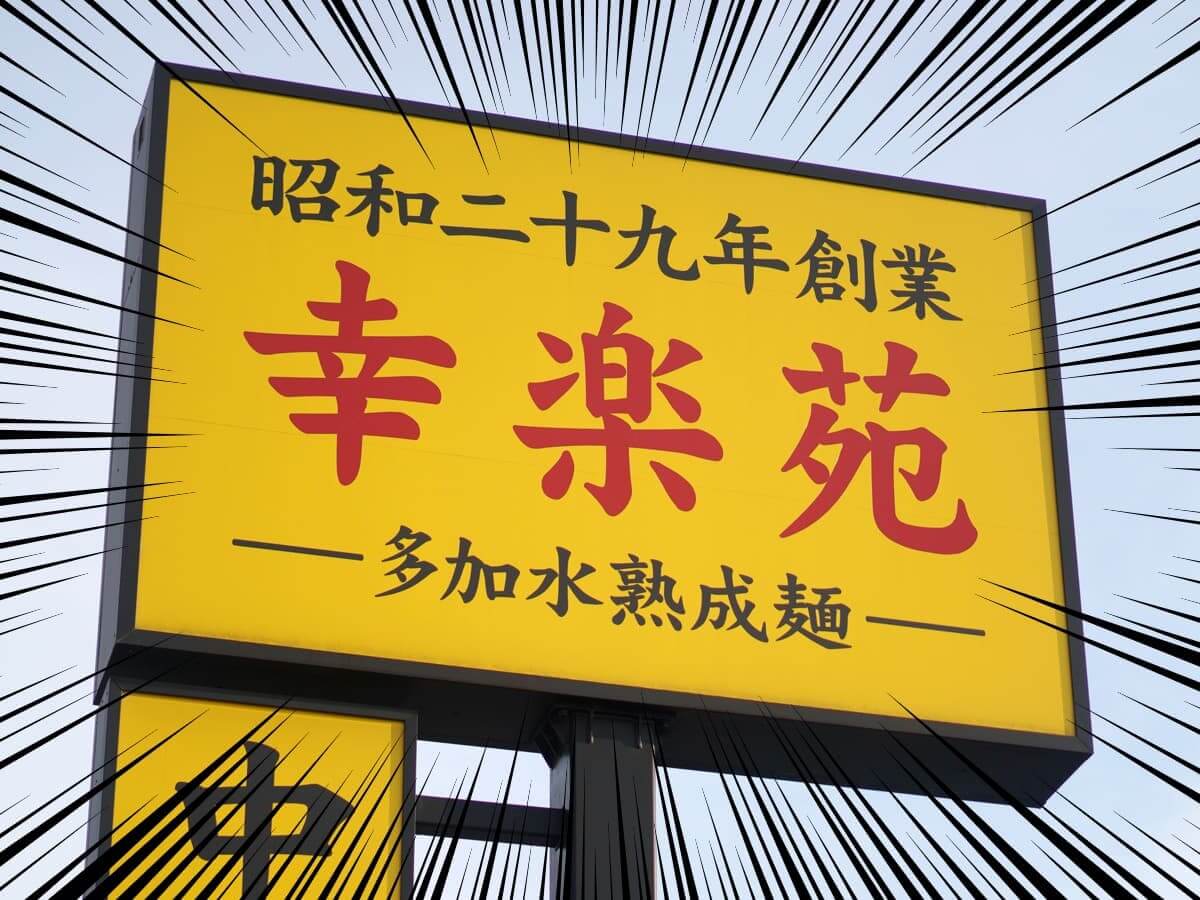 昭和二十九年創業
幸楽苑
多加水熟成麺
中